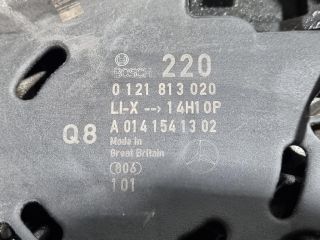 BOSCH 220
0 121 813 020
LI-X --> 14H10P
Q8 A 014 154 13 02
Made in
Great Britain
(806)
101